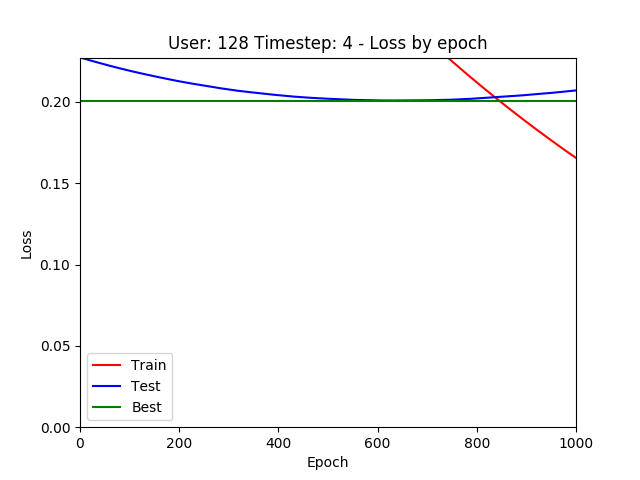 User: 128 Timestep: 4 - Loss by epoch
0.20
0.15
0.10
0.05
0.00
Loss
Train
Test
Best
0 200 400 600 800 1000
Epoch